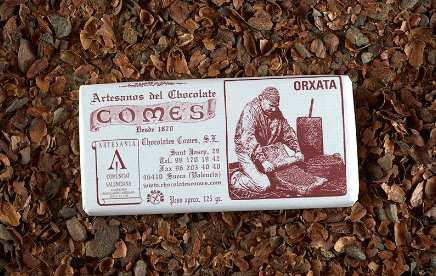 Artesanos del Chocolate
COMES
Desde 1870
ORXATA
ARTESANIA
COMUNITAT
VALENCIANA
Chocolates Comes, S.L.
Sant Josep, 29
Tel. 96 170 19 42
Fax 96 203 40 40
46410 Sueca (Valencia)
www.chocolatescomes.com
Peso aprox. 125 gr.